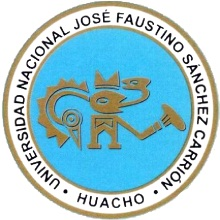 UNIVERSIDAD NACIONAL JOSÉ FAUSTINO SÁNCHEZ CARRIÓN
• HUACHO •